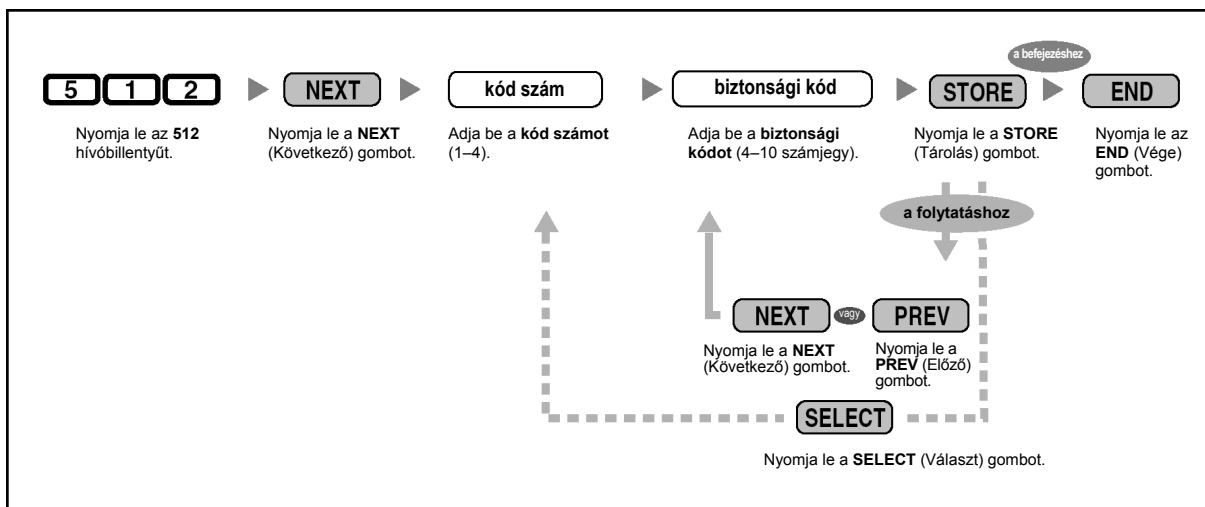 a befejezéshez
5 1 2 NEXT kód szám biztonsági kód STORE END
Nyomja le az 512
hívóbillentyűt.
Nyomja le a NEXT
(Következő) gombot.
Adja be a kód számot
(1–4).
Adja be a biztonsági
kódot (4–10 számjegy).
Nyomja le a STORE
(Tárolás) gombot.
Nyomja le az
END (Vége)
gombot.
a folytatáshoz
NEXT vagy PREV
Nyomja le a NEXT
(Következő) gombot.
Nyomja le a
PREV (Előző)
gombot.
SELECT
Nyomja le a SELECT (Választ) gombot.